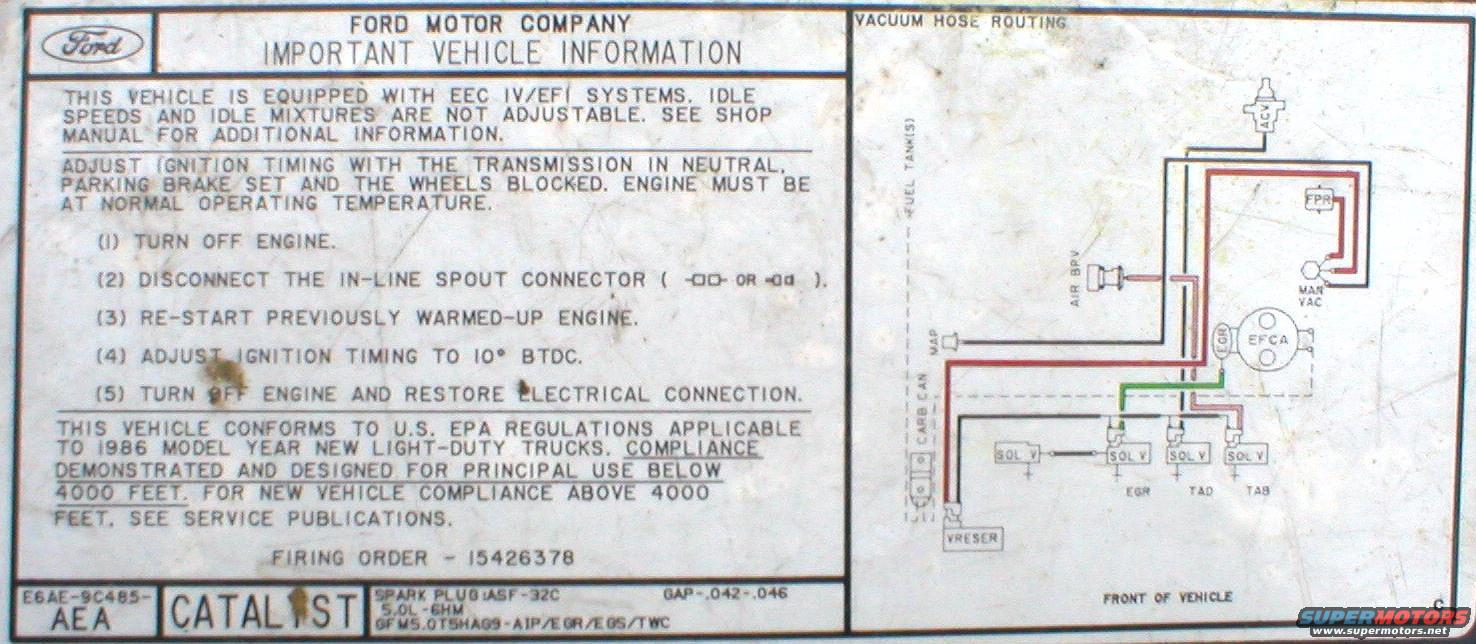 Ford
FORD MOTOR COMPANY
IMPORTANT VEHICLE INFORMATION
THIS VEHICLE IS EQUIPPED WITH EEC IV/EFI SYSTEMS. IDLE
SPEEDS AND IDLE MIXTURES ARE NOT ADJUSTABLE. SEE SHOP
MANUAL FOR ADDITIONAL INFORMATION.
ADJUST IGNITION TIMING WITH THE TRANSMISSION IN NEUTRAL,
PARKING BRAKE SET AND THE WHEELS BLOCKED. ENGINE MUST BE
AT NORMAL OPERATING TEMPERATURE.
(1) TURN OFF ENGINE.
(2) DISCONNECT THE IN-LINE SPOUT CONNECTOR ( OR ).
(3) RE-START PREVIOUSLY WARMED-UP ENGINE.
(4) ADJUST IGNITION TIMING TO 10° BTDC.
(5) TURN OFF ENGINE AND RESTORE ELECTRICAL CONNECTION.
THIS VEHICLE CONFORMS TO U.S. EPA REGULATIONS APPLICABLE
TO 1986 MODEL YEAR NEW LIGHT-DUTY TRUCKS. COMPLIANCE
DEMONSTRATED AND DESIGNED FOR PRINCIPAL USE BELOW
4000 FEET. FOR NEW VEHICLE COMPLIANCE ABOVE 4000
FEET, SEE SERVICE PUBLICATIONS.
FIRING ORDER - 15426378
E6AE-9C485-
AEA
CATALYST
SPARK PLUG:ASF-32C GAP-.042-.046
5.0L-6HM
GFM5.0T5HAG9-AIP/EGR/EGS/TWC
VACUUM HOSE ROUTING
ACV
FUEL TANK(S)
FPR
AIR BPV
MAN
VAC
MAP
EGR
EFCA
CARB CAN
SOL V
SOL V
SOL V
SOL V
EGR
TAD
TAB
VRESER
FRONT OF VEHICLE
C
SUPERMOTORS
www.supermotors.net